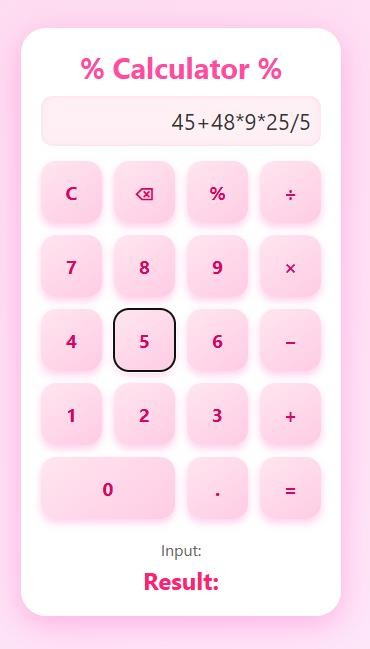 % Calculator %
45+48*9*25/5
C ⌫ % ÷
7 8 9 ×
4 5 6 −
1 2 3 +
0 . =
Input:
Result: